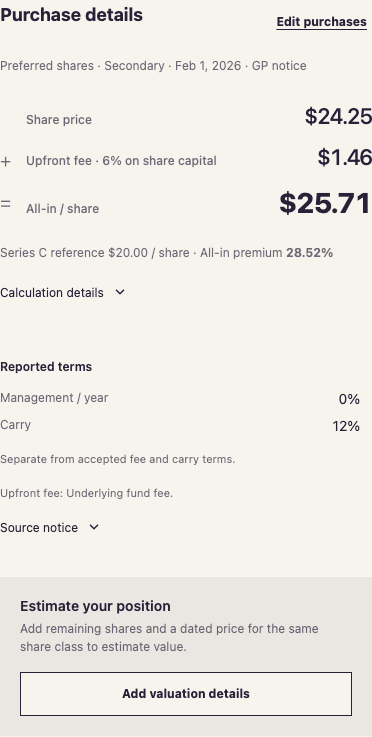 Purchase details
Edit purchases
Preferred shares · Secondary · Feb 1, 2026 · GP notice
Share price $24.25
+ Upfront fee · 6% on share capital $1.46
= All-in / share $25.71
Series C reference $20.00 / share · All-in premium 28.52%
Calculation details
Reported terms
Management / year 0%
Carry 12%
Separate from accepted fee and carry terms.
Upfront fee: Underlying fund fee.
Source notice
Estimate your position
Add remaining shares and a dated price for the same
share class to estimate value.
Add valuation details